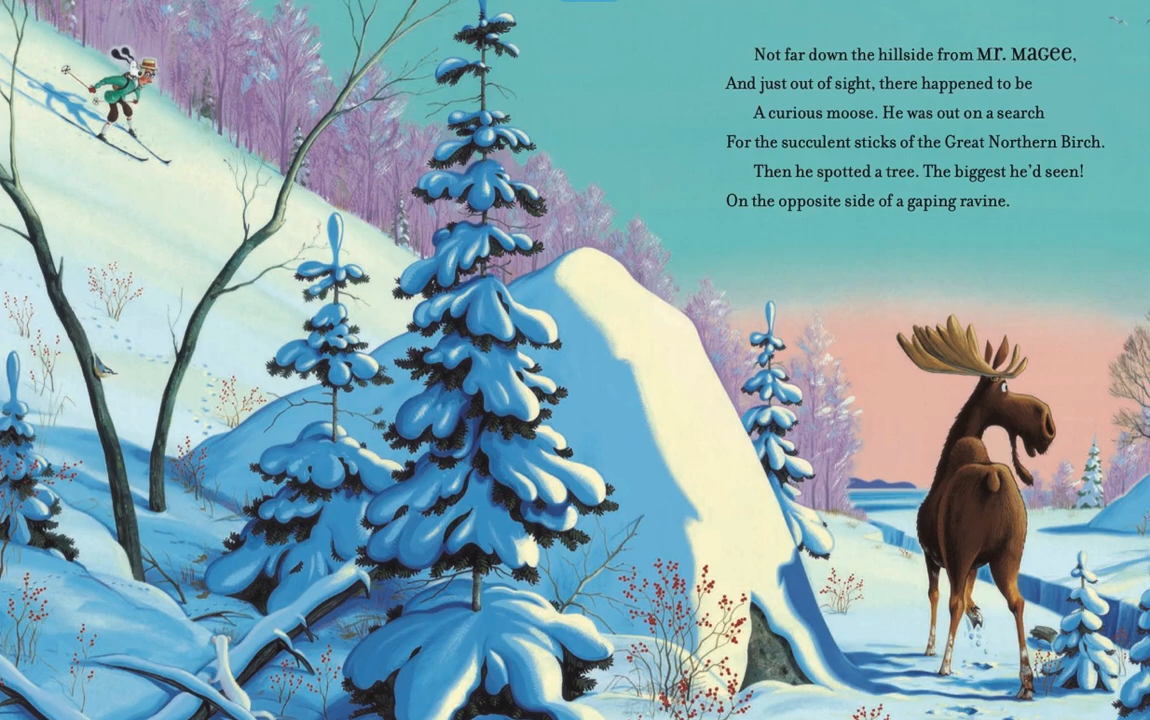 Not far down the hillside from Mr. Magee,
And just out of sight, there happened to be
A curious moose. He was out on a search
For the succulent sticks of the Great Northern Birch.
Then he spotted a tree. The biggest he’d seen!
On the opposite side of a gaping ravine.